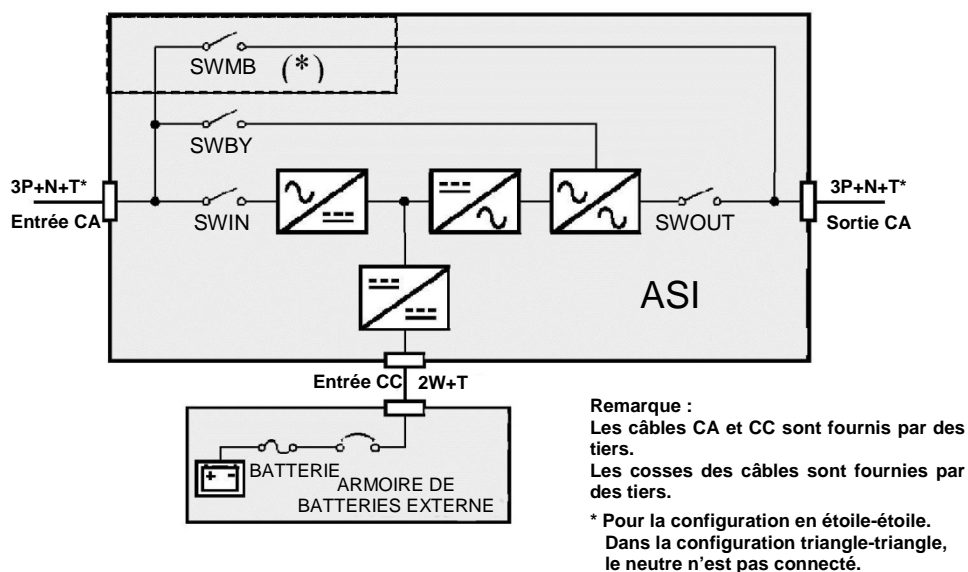 SWMB
(*)
SWBY
3P+N+T*
Entrée CA
SWIN
SWOUT
3P+N+T*
Sortie CA
ASI
Entrée CC
2W+T
BATTERIE
ARMOIRE DE
BATTERIES EXTERNE
Remarque :
Les câbles CA et CC sont fournis par des
tiers.
Les cosses des câbles sont fournies par
des tiers.
* Pour la configuration en étoile-étoile.
Dans la configuration triangle-triangle,
le neutre n'est pas connecté.